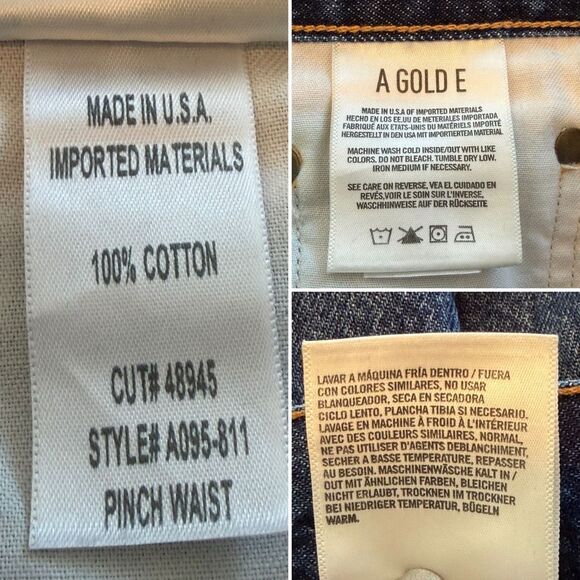 MADE IN U.S.A.
IMPORTED MATERIALS
100% COTTON
CUT# 48945
STYLE# A095-811
PINCH WAIST
A GOLD E
MADE IN U.S.A OF IMPORTED MATERIALS
HECHO EN LOS EE.UU DE METERIALES IMPORTADA
FABRIQUÉ AUX ETATS-UNIS DU MATÉRIELS IMPORTÉ
HERGESTELLT IN DEN USA MIT IMPORTIERTEM MATERIAL
MACHINE WASH COLD INSIDE/OUT WITH LIKE
COLORS. DO NOT BLEACH. TUMBLE DRY LOW.
IRON MEDIUM IF NECESSARY.
SEE CARE ON REVERSE, VEA EL CUIDADO EN
REVÉS,VOIR LE SOIN SUR L'INVERSE,
WASCHHINWEISE AUF DER RÜCKSEITE
LAVAR A MÁQUINA FRÍA DENTRO / FUERA
CON COLORES SIMILARES, NO USAR
BLANQUEADOR, SECA EN SECADORA
CICLO LENTO, PLANCHA TIBIA SI NECESARIO.
LAVAGE EN MACHINE À FROID À L'INTÉRIEUR
AVEC DES COULEURS SIMILAIRES, NORMAL,
NE PAS UTILISER D'AGENTS DEBLANCHIMENT,
SECHER A BASSE TEMPERATURE, REPASSER
AU BESOIN. MASCHINENWÄSCHE KALT IN /
OUT MIT ÄHNLICHEN FARBEN, BLEICHEN
NICHT ERLAUBT, TROCKNEN IM TROCKNER
BEI NIEDRIGER TEMPERATUR, BÜGELN
WARM.